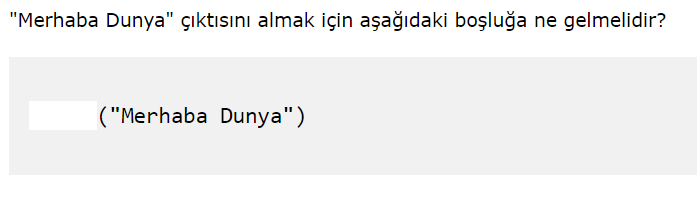 "Merhaba Dunya" çıktısını almak için aşağıdaki boşluğa ne gelmelidir?
("Merhaba Dunya")